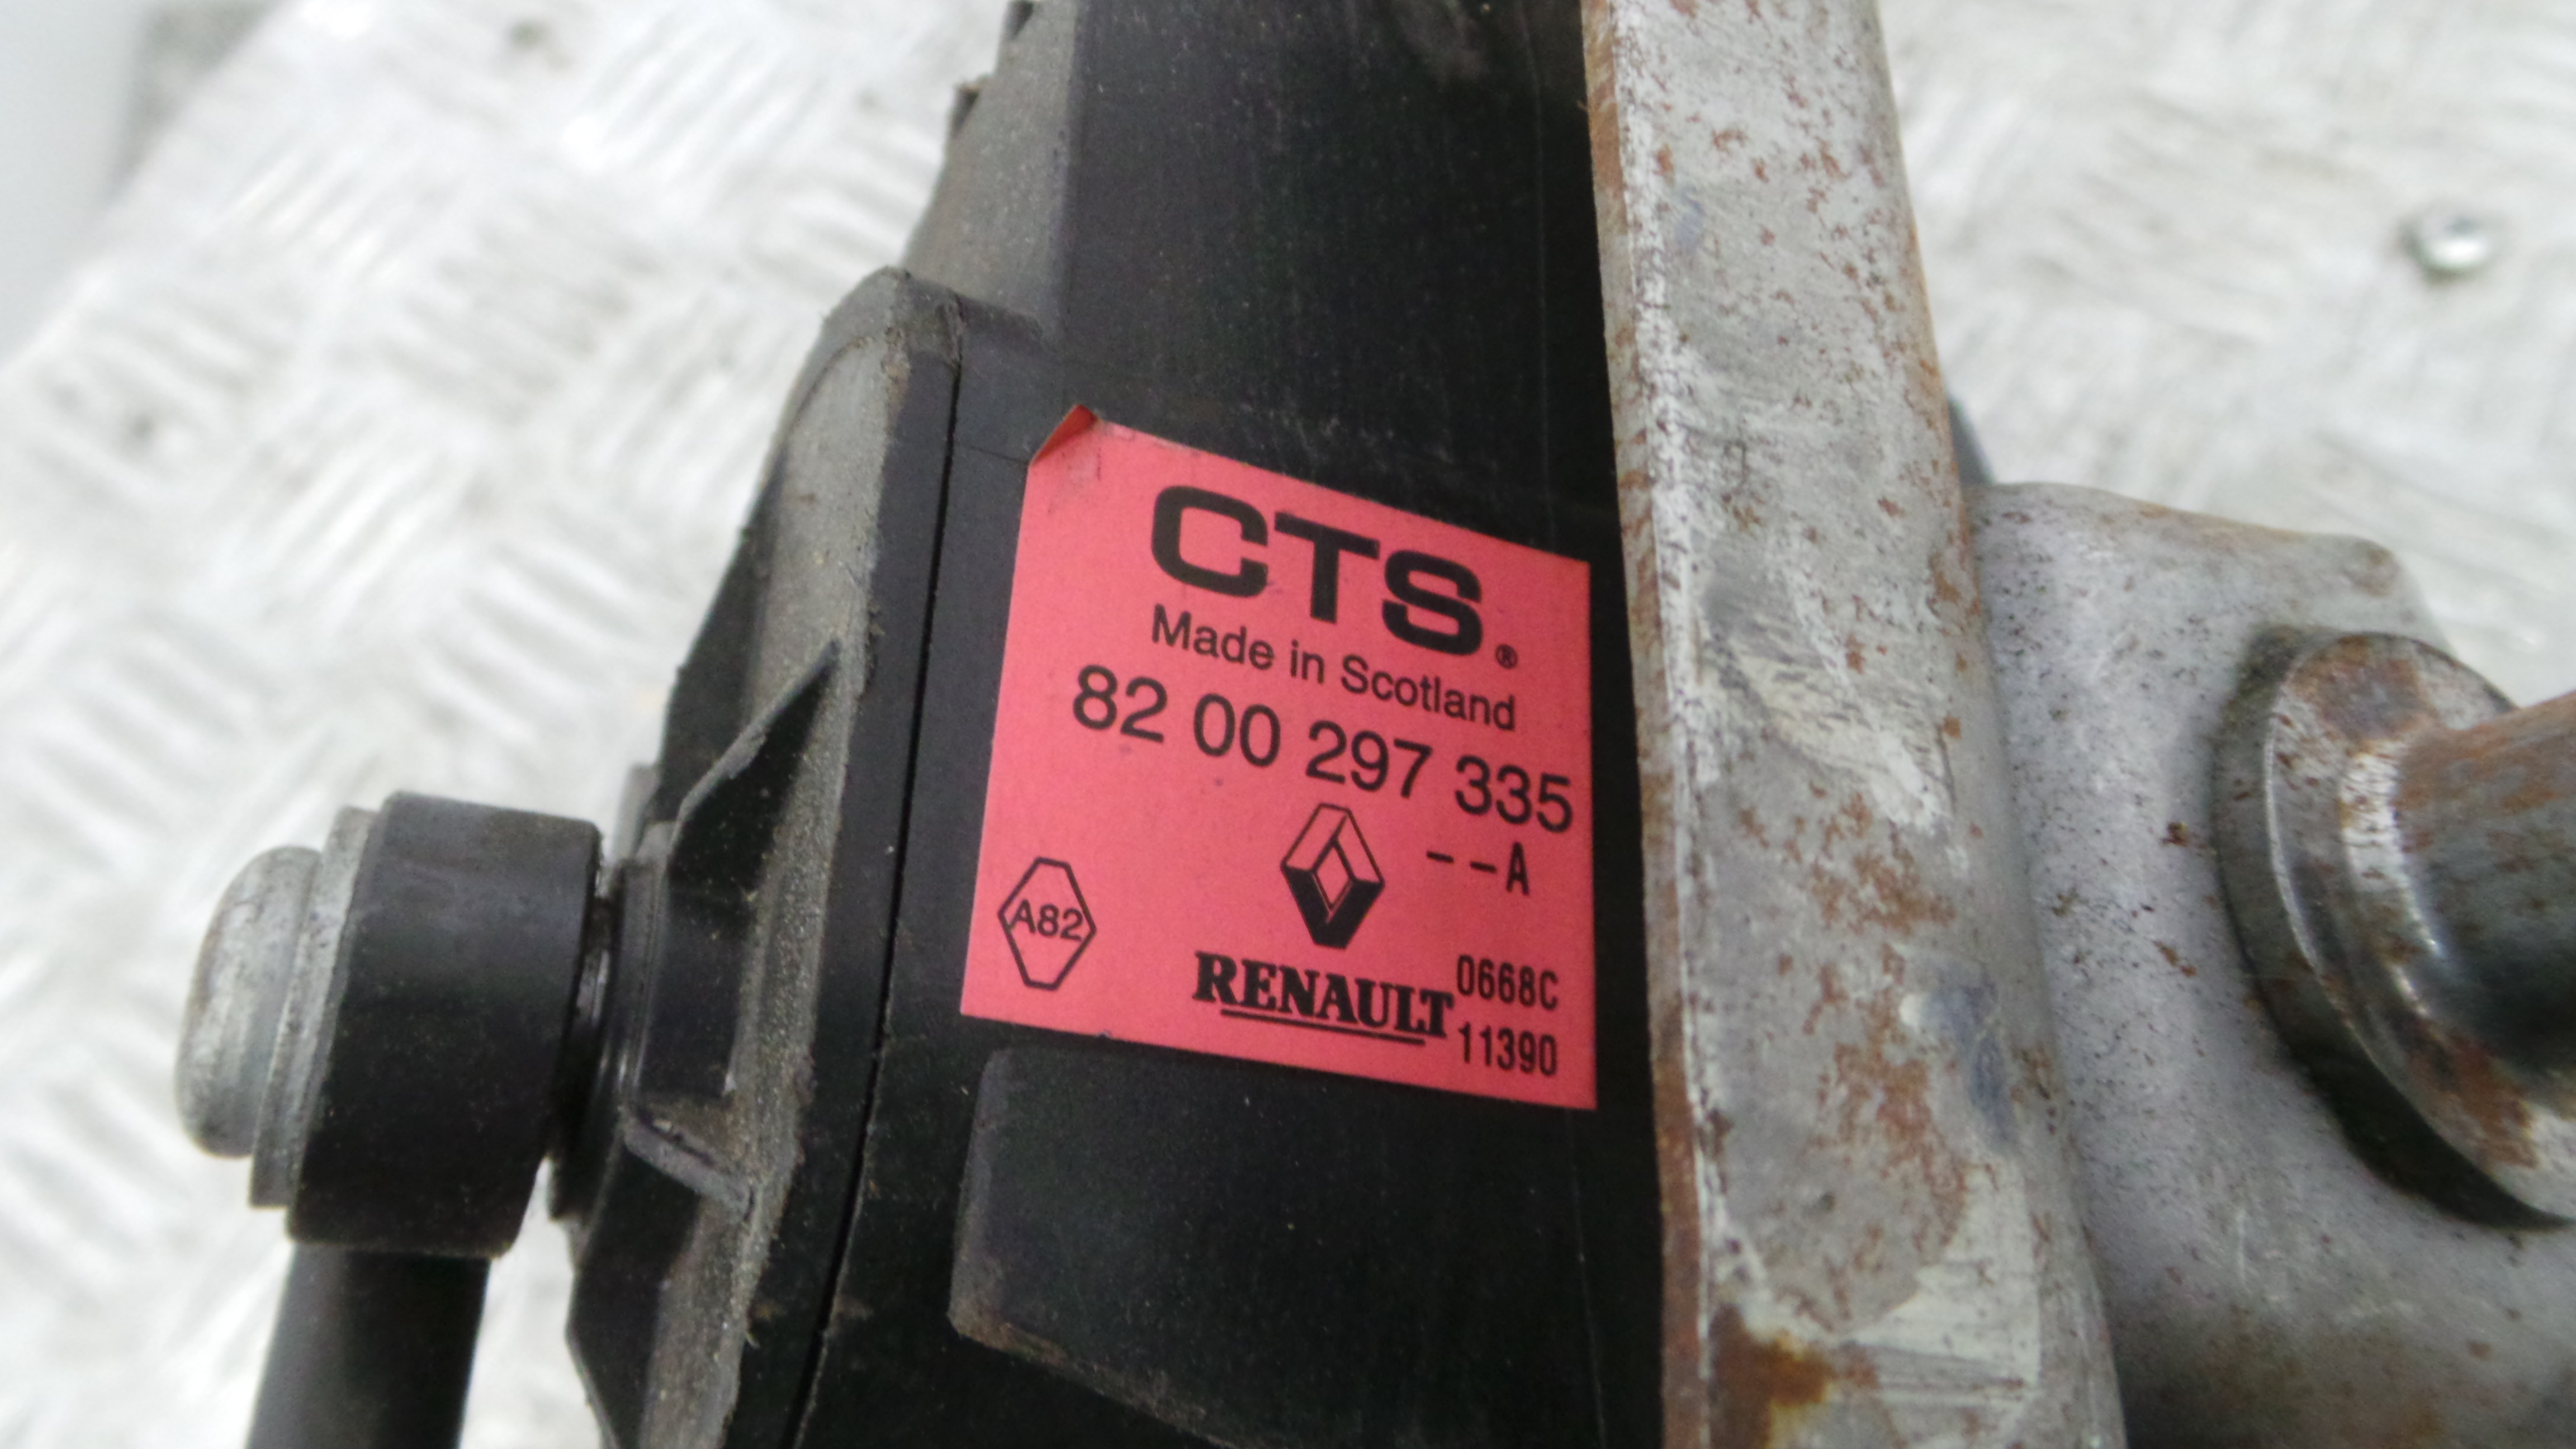 CTS®
Made in Scotland
82 00 297 335
--A
A82
RENAULT
0668C
11390